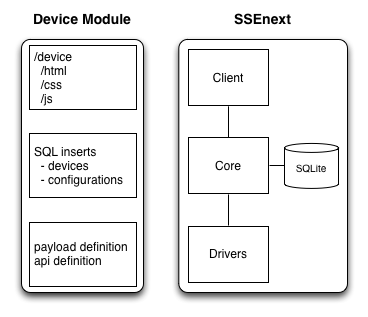 Device Module
/device
/html
/css
/js
SQL inserts
- devices
- configurations
payload definition
api definition
SSEnext
Client
Core
SQLite
Drivers